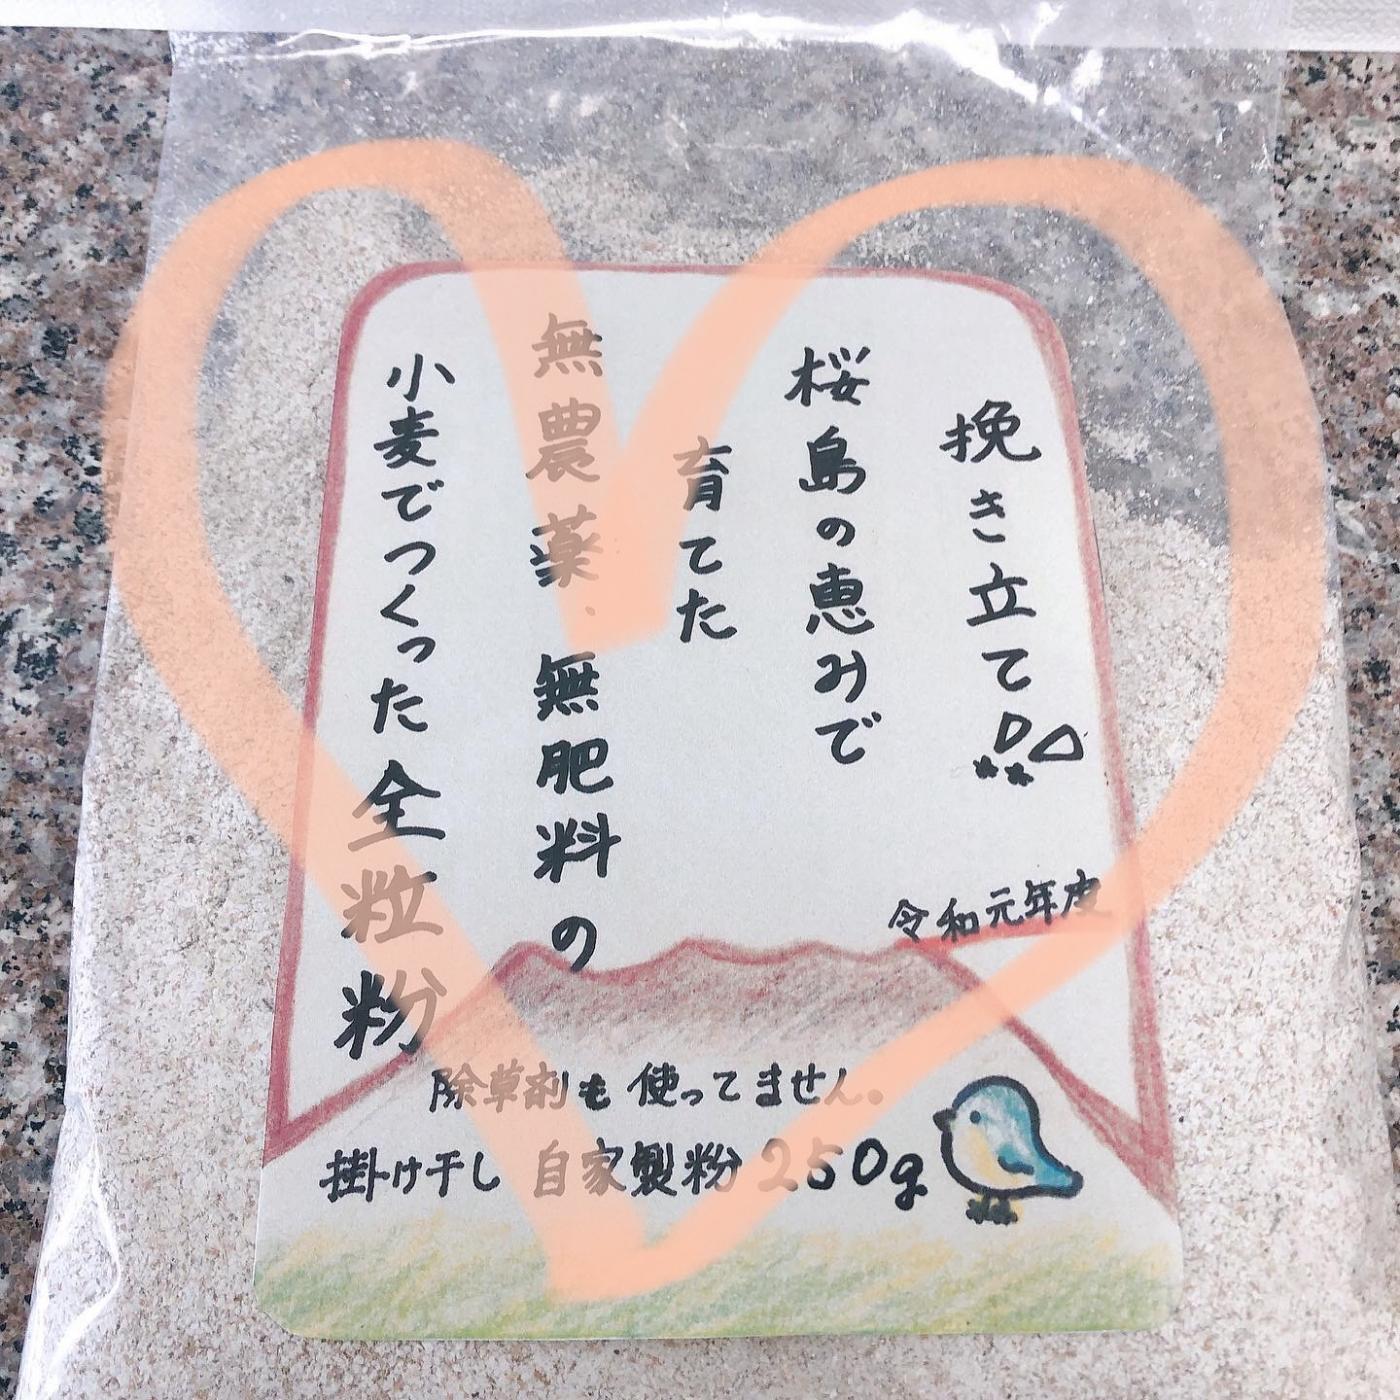 挽き立て!!
桜島の恵みで
育てた
無農薬・無肥料の
小麦でつくった全粒粉
令和元年度
除草剤も使ってません。
掛け干し 自家製粉 250g